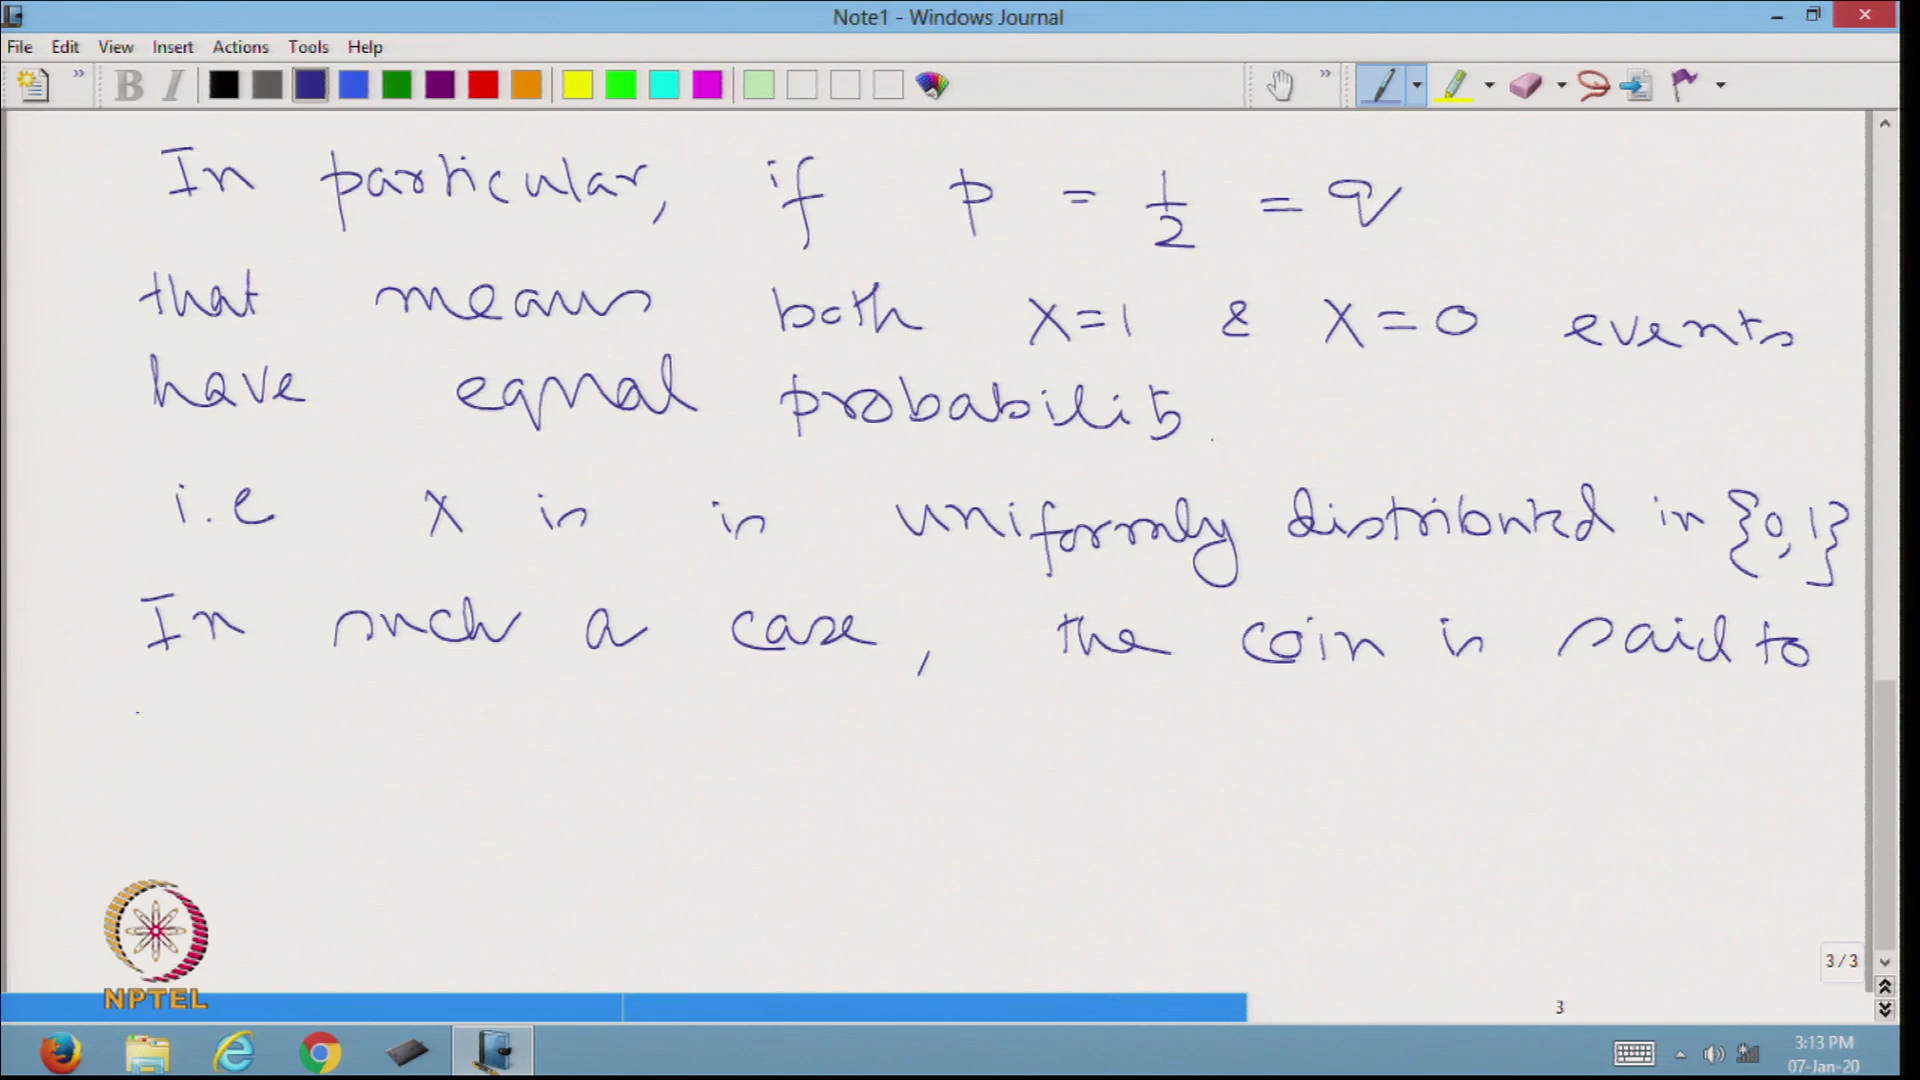 Note1 - Windows Journal
File Edit View Insert Actions Tools Help
B I
In particular, if p = 1/2 = q
that means both X=1 & X=0 events
have equal probability.
i.e X is is uniformly distributed in {0,1}
In such a case, the coin is said to
NPTEL
3/3
3
3:13 PM
07-Jan-20